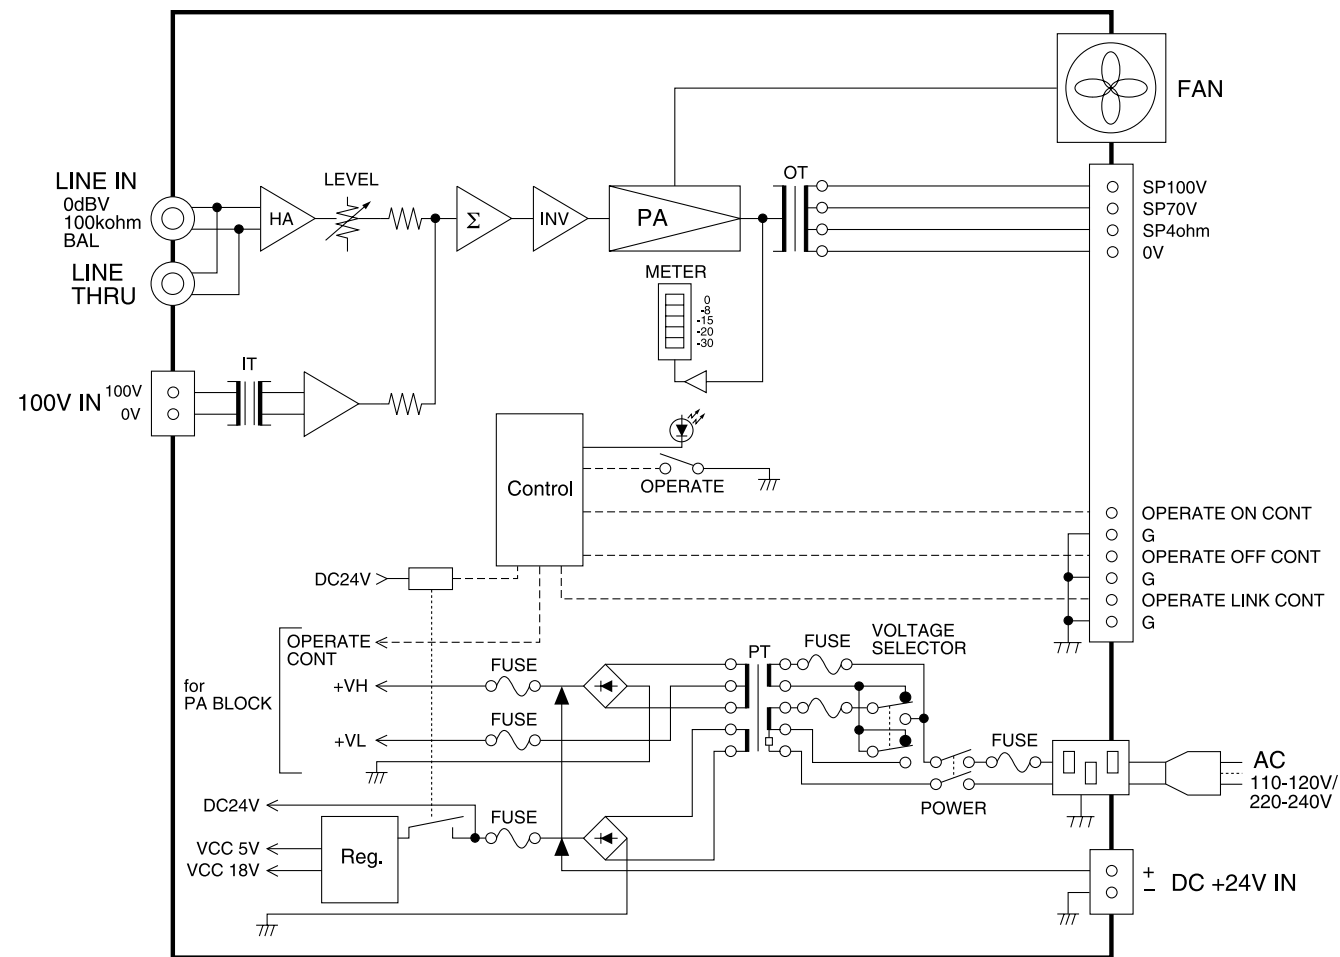 FAN
LINE IN
0dBV
100kohm
BAL
LINE
THRU
HA
LEVEL
Σ
INV
PA
OT
SP100V
SP70V
SP4ohm
0V
METER
0
-8
-15
-20
-30
100V IN
100V
0V
IT
Control
OPERATE
OPERATE ON CONT
G
OPERATE OFF CONT
G
OPERATE LINK CONT
G
DC24V
for
PA BLOCK
OPERATE
CONT
+VH
+VL
FUSE
FUSE
PT
FUSE
VOLTAGE
SELECTOR
FUSE
POWER
AC
110-120V/
220-240V
DC24V
VCC 5V
VCC 18V
Reg.
FUSE
+
−
DC +24V IN